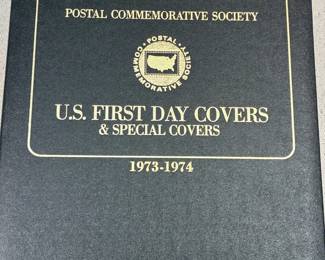 POSTAL COMMEMORATIVE SOCIETY
POSTAL
COMMEMORATIVE SOCIETY
U.S. FIRST DAY COVERS
& SPECIAL COVERS
1973-1974